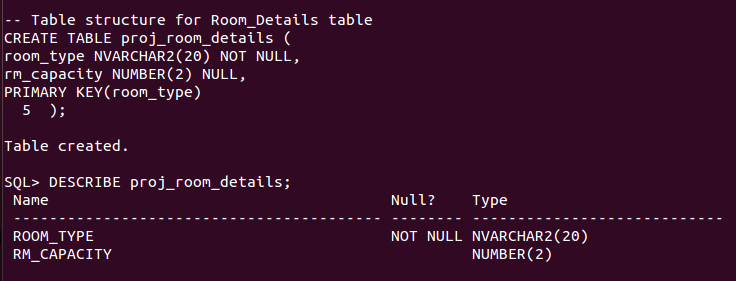 -- Table structure for Room_Details table
CREATE TABLE proj_room_details (
room_type NVARCHAR2(20) NOT NULL,
rm_capacity NUMBER(2) NULL,
PRIMARY KEY(room_type)
  5  );

Table created.

SQL> DESCRIBE proj_room_details;
 Name                                      Null?    Type
 ----------------------------------------- -------- ----------------------------
 ROOM_TYPE                                 NOT NULL NVARCHAR2(20)
 RM_CAPACITY                                        NUMBER(2)